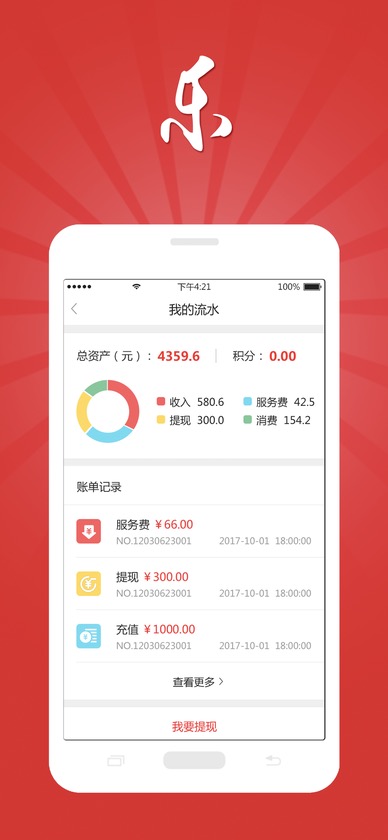 乐
下午4:21 100%
我的流水
总资产（元）：4359.6 积分：0.00
收入 580.6 服务费 42.5
提现 300.0 消费 154.2
账单记录
服务费 ￥66.00
NO.12030623001 2017-10-01 18:00:00
提现 ￥300.00
NO.12030623001 2017-10-01 18:00:00
充值 ￥1000.00
NO.12030623001 2017-10-01 18:00:00
查看更多
我要提现